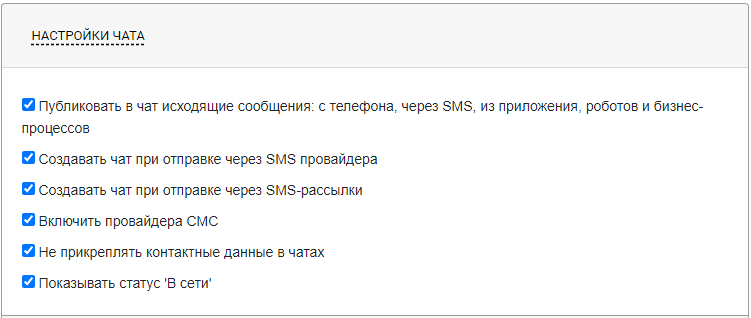 НАСТРОЙКИ ЧАТА
Публиковать в чат исходящие сообщения: с телефона, через SMS, из приложения, роботов и бизнес-
процессов
Создавать чат при отправке через SMS провайдера
Создавать чат при отправке через SMS-рассылки
Включить провайдера СМС
Не прикреплять контактные данные в чатах
Показывать статус 'В сети'